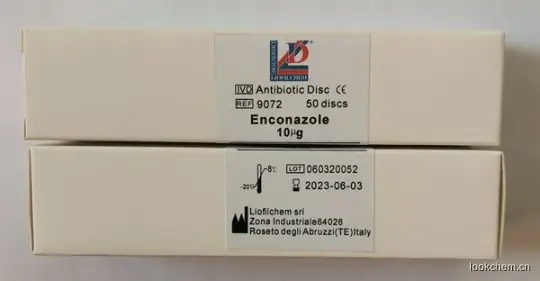 LIOFILCHEM®
IVD Antibiotic Disc CE
REF 9072 50 discs
Enconazole
10µg
8℃
-20℃
LOT 060320052
2023-06-03
Liofilchem srl
Zona Industriale64026
Roseto degli Abruzzi(TE)Italy
lookchem.cn